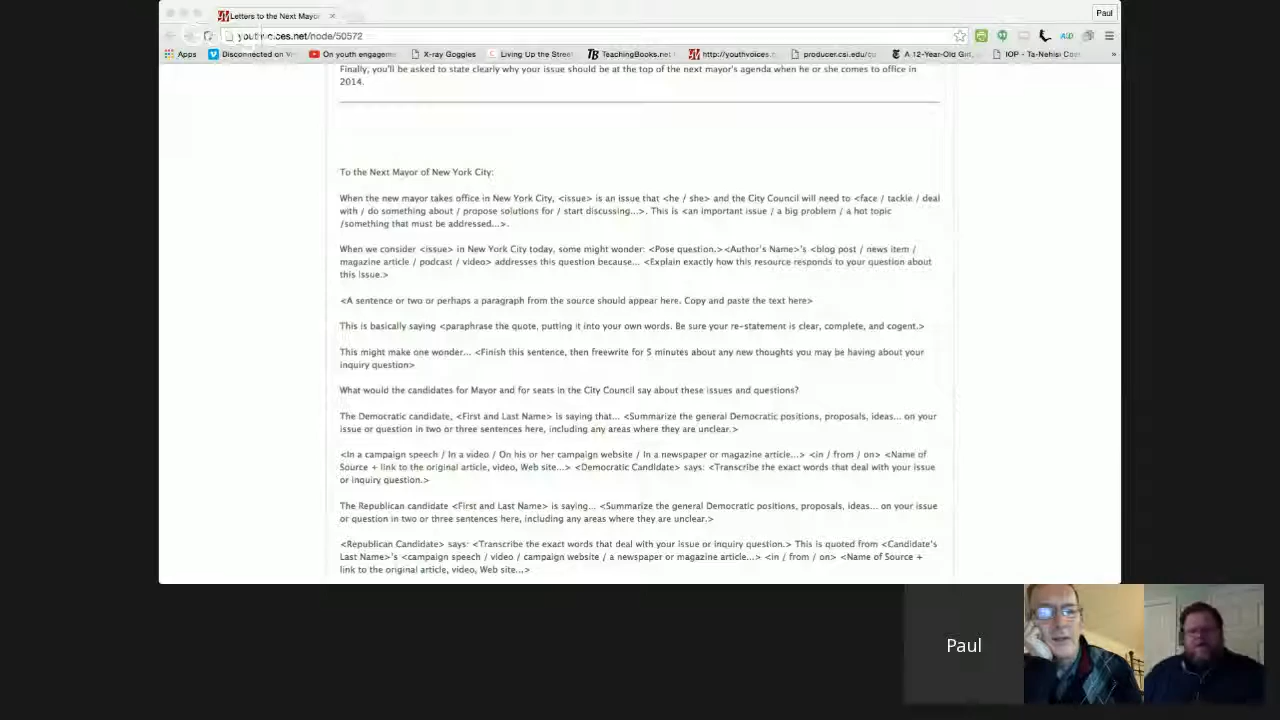 Letters to the Next Mayor
Paul
youthvoices.net/node/50572
Apps Disconnected on Vi On youth engageme X-ray Goggles Living Up the Street TeachingBooks.net http://youthvoices.n producer.csi.edu/c A 12-Year-Old Girl, IOP - Ta-Nehisi Coa »
Finally, you'll be asked to state clearly why your issue should be at the top of the next mayor's agenda when he or she comes to office in
2014.
To the Next Mayor of New York City:
When the new mayor takes office in New York City, <issue> is an issue that <he / she> and the City Council will need to <face / tackle / deal
with / do something about / propose solutions for / start discussing...>. This is <an important issue / a big problem / a hot topic
/something that must be addressed...>.
When we consider <issue> in New York City today, some might wonder: <Pose question.><Author's Name>'s <blog post / news item /
magazine article / podcast / video> addresses this question because... <Explain exactly how this resource responds to your question about
this issue.>
<A sentence or two or perhaps a paragraph from the source should appear here. Copy and paste the text here>
This is basically saying <paraphrase the quote, putting it into your own words. Be sure your re-statement is clear, complete, and cogent.>
This might make one wonder... <Finish this sentence, then freewrite for 5 minutes about any new thoughts you may be having about your
inquiry question>
What would the candidates for Mayor and for seats in the City Council say about these issues and questions?
The Democratic candidate, <First and Last Name> is saying that... <Summarize the general Democratic positions, proposals, ideas... on your
issue or question in two or three sentences here, including any areas where they are unclear.>
<In a campaign speech / In a video / On his or her campaign website / In a newspaper or magazine article...> <in / from / on> <Name of
Source + link to the original article, video, Web site...> <Democratic Candidate> says: <Transcribe the exact words that deal with your issue
or inquiry question.>
The Republican candidate <First and Last Name> is saying... <Summarize the general Democratic positions, proposals, ideas... on your issue
or question in two or three sentences here, including any areas where they are unclear.>
<Republican Candidate> says: <Transcribe the exact words that deal with your issue or inquiry question.> This is quoted from <Candidate's
Last Name>'s <campaign speech / video / campaign website / a newspaper or magazine article...> <in / from / on> <Name of Source +
link to the original article, video, Web site...>
Paul